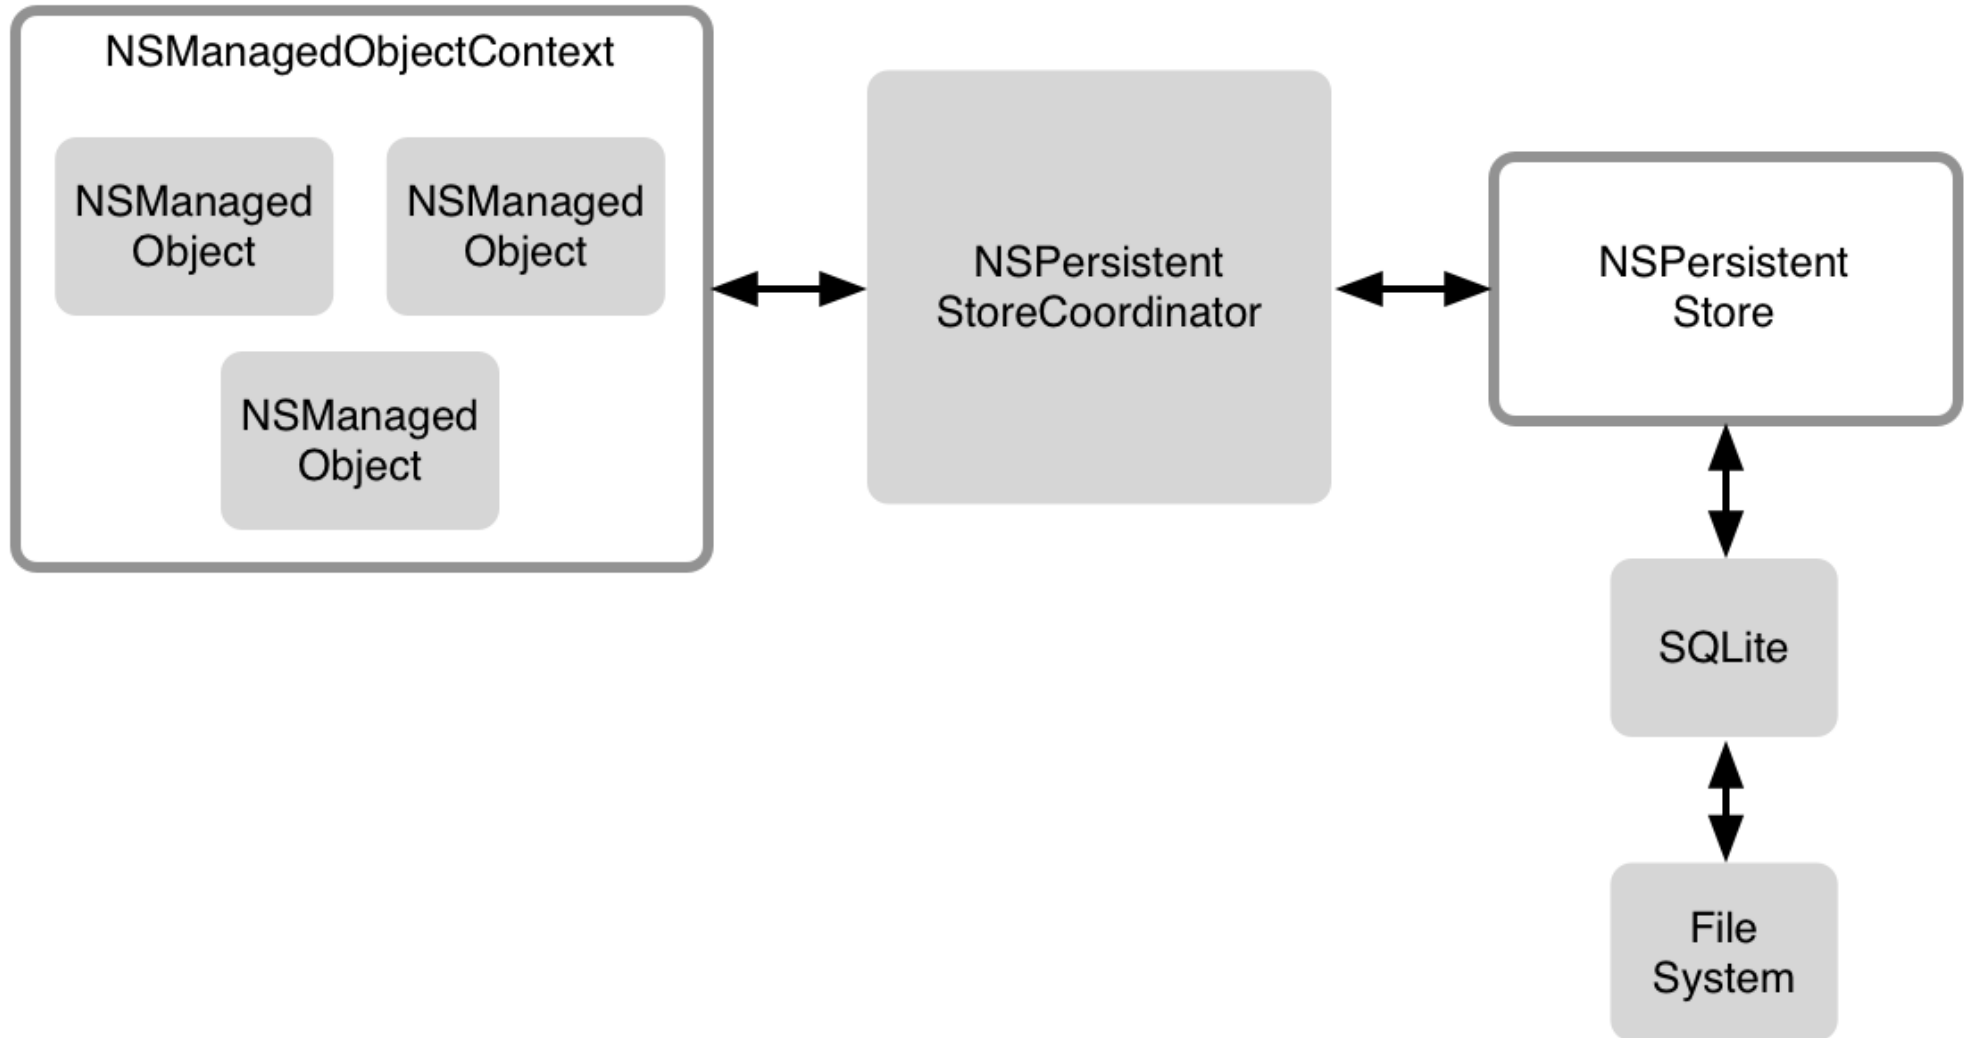 NSManagedObjectContext
NSManaged
Object
NSManaged
Object
NSManaged
Object
NSPersistent
StoreCoordinator
NSPersistent
Store
SQLite
File
System